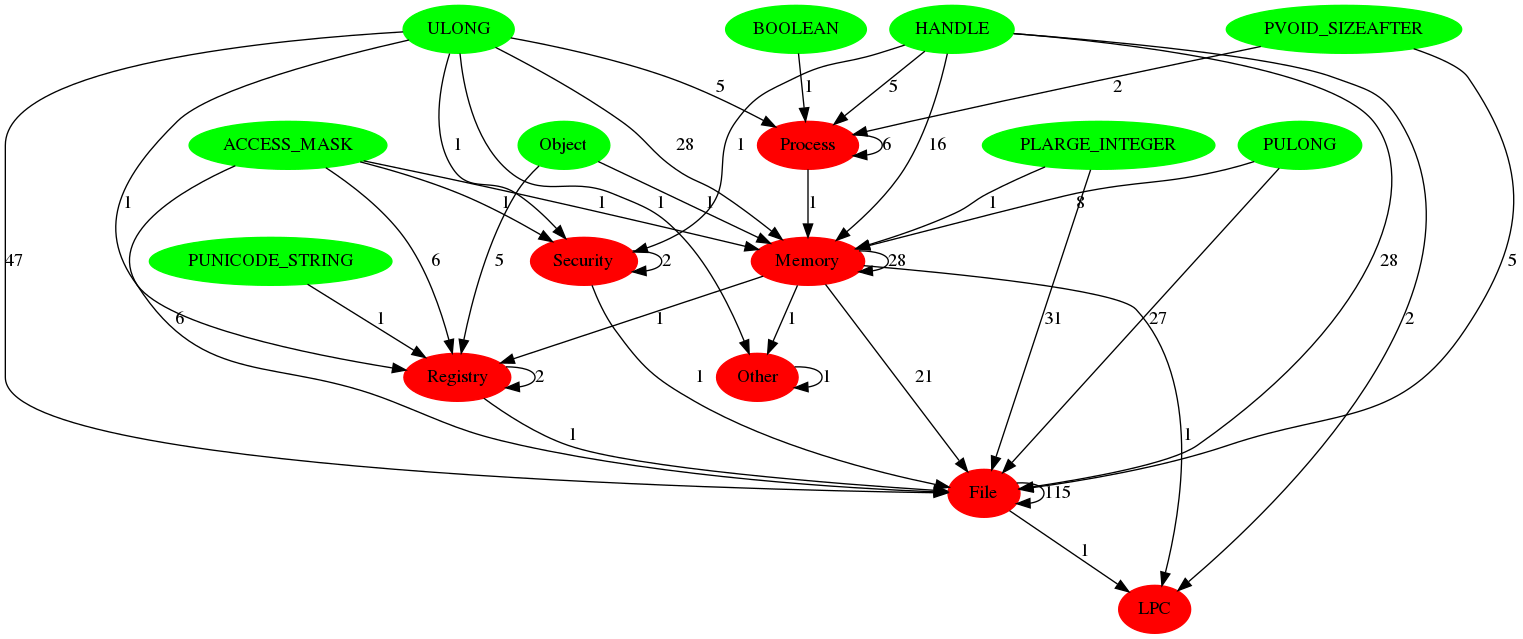 ULONG
BOOLEAN
HANDLE
PVOID_SIZEAFTER
5
1
5
2
ACCESS_MASK
Object
1
28
1
Process
6
16
PLARGE_INTEGER
PULONG
1
1
1
1
1
1
1
8
47
PUNICODE_STRING
6
5
Security
2
Memory
28
28
5
6
1
1
1
31
27
2
Registry
2
1
Other
1
21
1
1
File
115
1
LPC